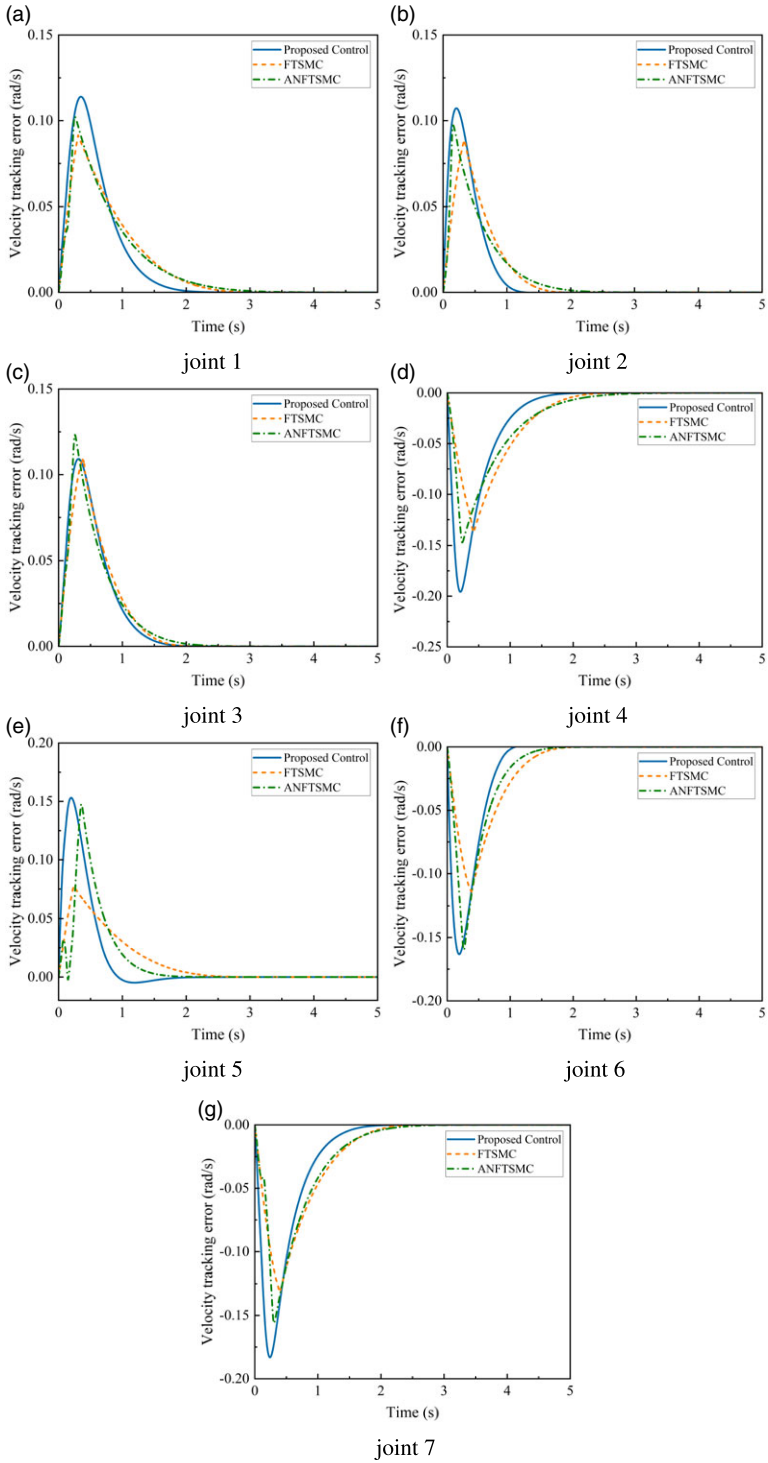 (a)
0.15
0.10
0.05
0.00
Velocity tracking error (rad/s)
Proposed Control
FTSMC
ANFTSMC
0 1 2 3 4 5
Time (s)
joint 1
(b)
0.15
0.10
0.05
0.00
Velocity tracking error (rad/s)
Proposed Control
FTSMC
ANFTSMC
0 1 2 3 4 5
Time (s)
joint 2
(c)
0.15
0.10
0.05
0.00
Velocity tracking error (rad/s)
Proposed Control
FTSMC
ANFTSMC
0 1 2 3 4 5
Time (s)
joint 3
(d)
0.00
-0.05
-0.10
-0.15
-0.20
-0.25
Velocity tracking error (rad/s)
Proposed Control
FTSMC
ANFTSMC
0 1 2 3 4 5
Time (s)
joint 4
(e)
0.20
0.15
0.10
0.05
0.00
Velocity tracking error (rad/s)
Proposed Control
FTSMC
ANFTSMC
0 1 2 3 4 5
Time (s)
joint 5
(f)
0.00
-0.05
-0.10
-0.15
-0.20
Velocity tracking error (rad/s)
Proposed Control
FTSMC
ANFTSMC
0 1 2 3 4 5
Time (s)
joint 6
(g)
0.00
-0.05
-0.10
-0.15
-0.20
Velocity tracking error (rad/s)
Proposed Control
FTSMC
ANFTSMC
0 1 2 3 4 5
Time (s)
joint 7